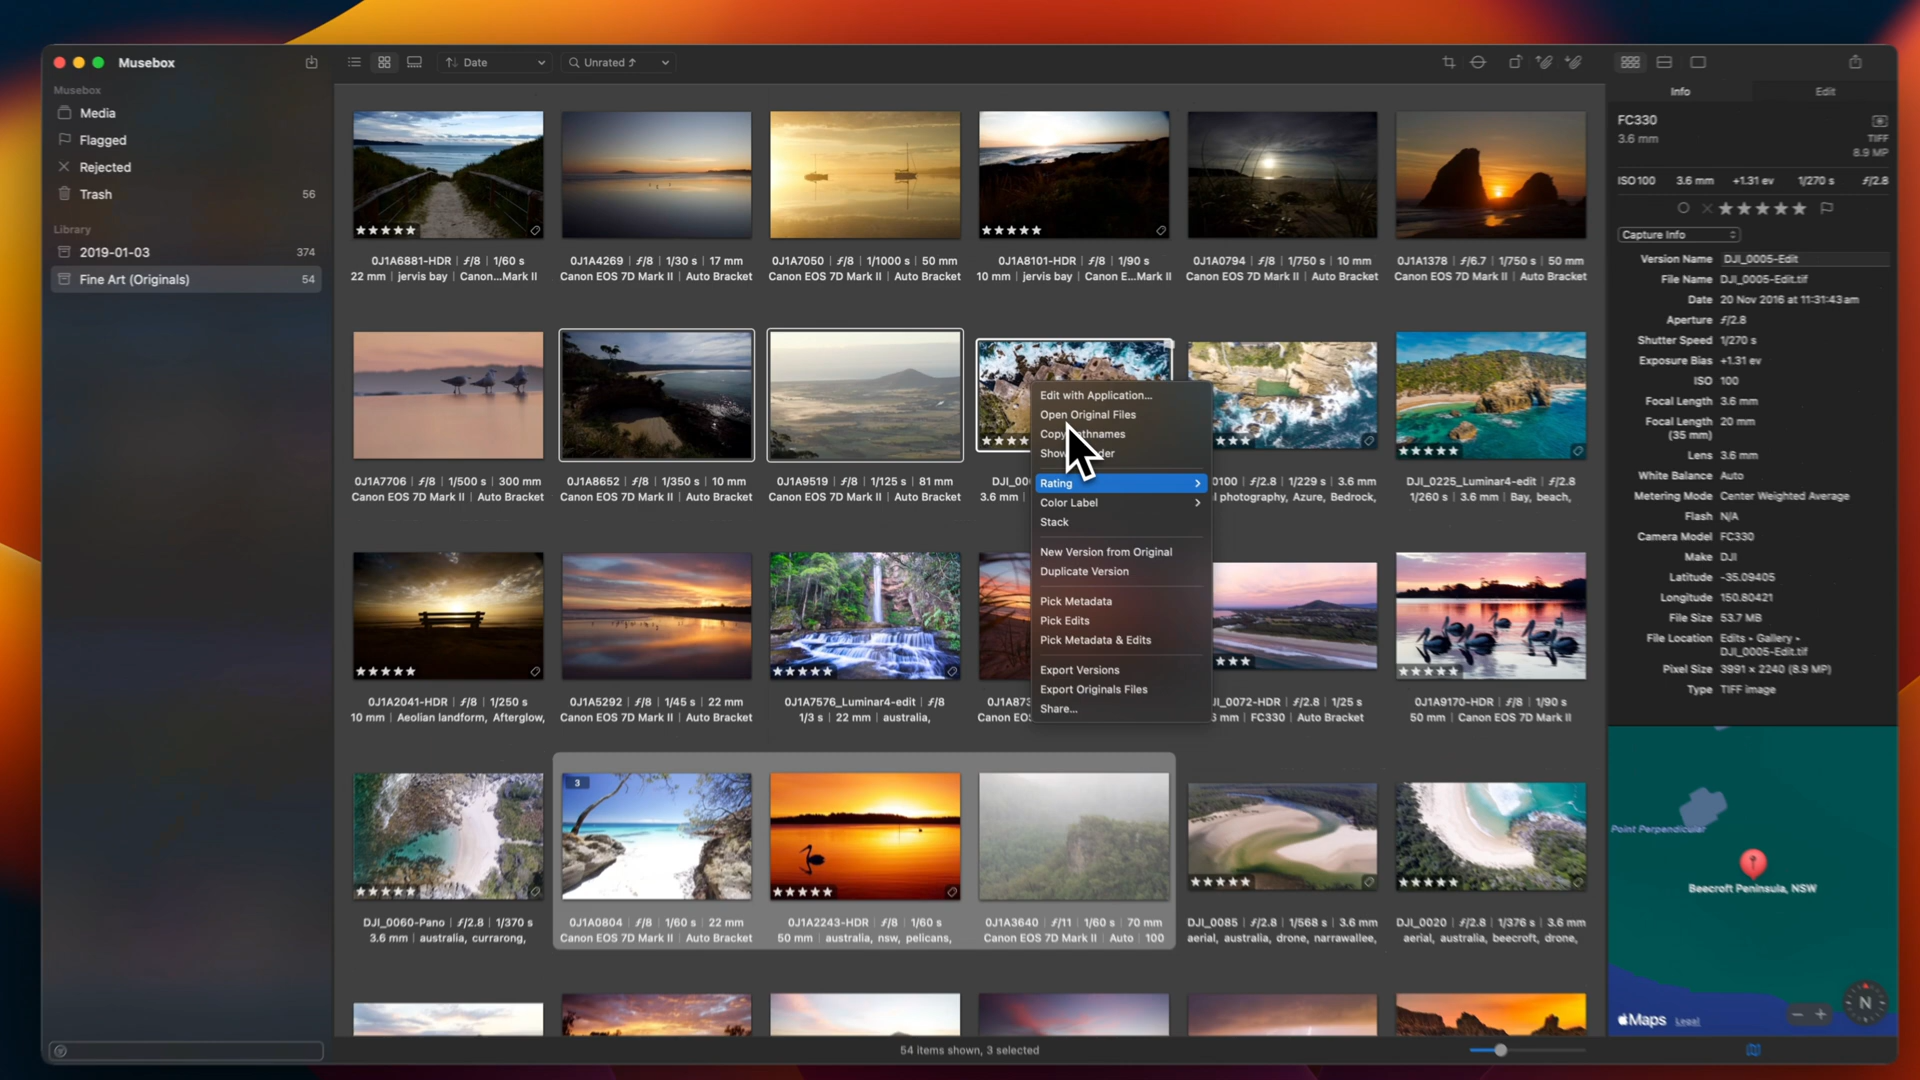 Musebox
Date
Unrated
Musebox
Media
Flagged
Rejected
Trash 56
Library
2019-01-03 374
Fine Art (Originals) 54
0J1A6881-HDR | ƒ/8 | 1/60 s
22 mm | jervis bay | Canon...Mark II
0J1A4269 | ƒ/8 | 1/30 s | 17 mm
Canon EOS 7D Mark II | Auto Bracket
0J1A7050 | ƒ/8 | 1/1000 s | 50 mm
Canon EOS 7D Mark II | Auto Bracket
0J1A8101-HDR | ƒ/8 | 1/90 s
10 mm | jervis bay | Canon E...Mark II
0J1A0794 | ƒ/8 | 1/750 s | 10 mm
Canon EOS 7D Mark II | Auto Bracket
0J1A1378 | ƒ/6.7 | 1/750 s | 50 mm
Canon EOS 7D Mark II | Auto Bracket
0J1A7706 | ƒ/8 | 1/500 s | 300 mm
Canon EOS 7D Mark II | Auto Bracket
0J1A8652 | ƒ/8 | 1/350 s | 10 mm
Canon EOS 7D Mark II | Auto Bracket
0J1A9519 | ƒ/8 | 1/125 s | 81 mm
Canon EOS 7D Mark II | Auto Bracket
3.6 mm
0100 | ƒ/2.8 | 1/229 s | 3.6 mm
photography, Azure, Bedrock,
DJI_0225_Luminar4-edit | ƒ/2.8
1/260 s | 3.6 mm | Bay, beach,
Edit with Application...
Open Original Files
Copy
Show
Rating
Color Label
Stack
New Version from Original
Duplicate Version
Pick Metadata
Pick Edits
Pick Metadata & Edits
Export Versions
Export Originals Files
Share...
0J1A2041-HDR | ƒ/8 | 1/250 s
10 mm | Aeolian landform, Afterglow,
0J1A5292 | ƒ/8 | 1/45 s | 22 mm
Canon EOS 7D Mark II | Auto Bracket
0J1A7576_Luminar4-edit | ƒ/8
1/3 s | 22 mm | australia,
0J1A873
Canon EOS
_0072-HDR | ƒ/2.8 | 1/25 s
mm | FC330 | Auto Bracket
0J1A9170-HDR | ƒ/8 | 1/90 s
50 mm | Canon EOS 7D Mark II
DJI_0060-Pano | ƒ/2.8 | 1/370 s
3.6 mm | australia, currarong,
3
0J1A0804 | ƒ/8 | 1/60 s | 22 mm
Canon EOS 7D Mark II | Auto Bracket
0J1A2243-HDR | ƒ/8 | 1/60 s
50 mm | australia, nsw, pelicans,
0J1A3640 | ƒ/11 | 1/60 s | 70 mm
Canon EOS 7D Mark II | Auto | 100
DJI_0085 | ƒ/2.8 | 1/568 s | 3.6 mm
aerial, australia, drone, narrawallee,
DJI_0020 | ƒ/2.8 | 1/376 s | 3.6 mm
aerial, australia, beecroft, drone,
54 items shown, 3 selected
Info Edit
FC330
3.6 mm
TIFF
8.9 MP
ISO 100 3.6 mm +1.31 ev 1/270 s ƒ/2.8
Capture Info
Version Name DJI_0005-Edit
File Name DJI_0005-Edit.tif
Date 20 Nov 2016 at 11:31:43 am
Aperture ƒ/2.8
Shutter Speed 1/270 s
Exposure Bias +1.31 ev
ISO 100
Focal Length 3.6 mm
Focal Length (35 mm) 20 mm
Lens 3.6 mm
White Balance Auto
Metering Mode Center Weighted Average
Flash N/A
Camera Model FC330
Make DJI
Latitude -35.09405
Longitude 150.80421
File Size 53.7 MB
File Location Edits ▸ Gallery ▸
DJI_0005-Edit.tif
Pixel Size 3991 × 2240 (8.9 MP)
Type TIFF image
Point Perpendicular
Beecroft Peninsula, NSW
Maps Legal
N